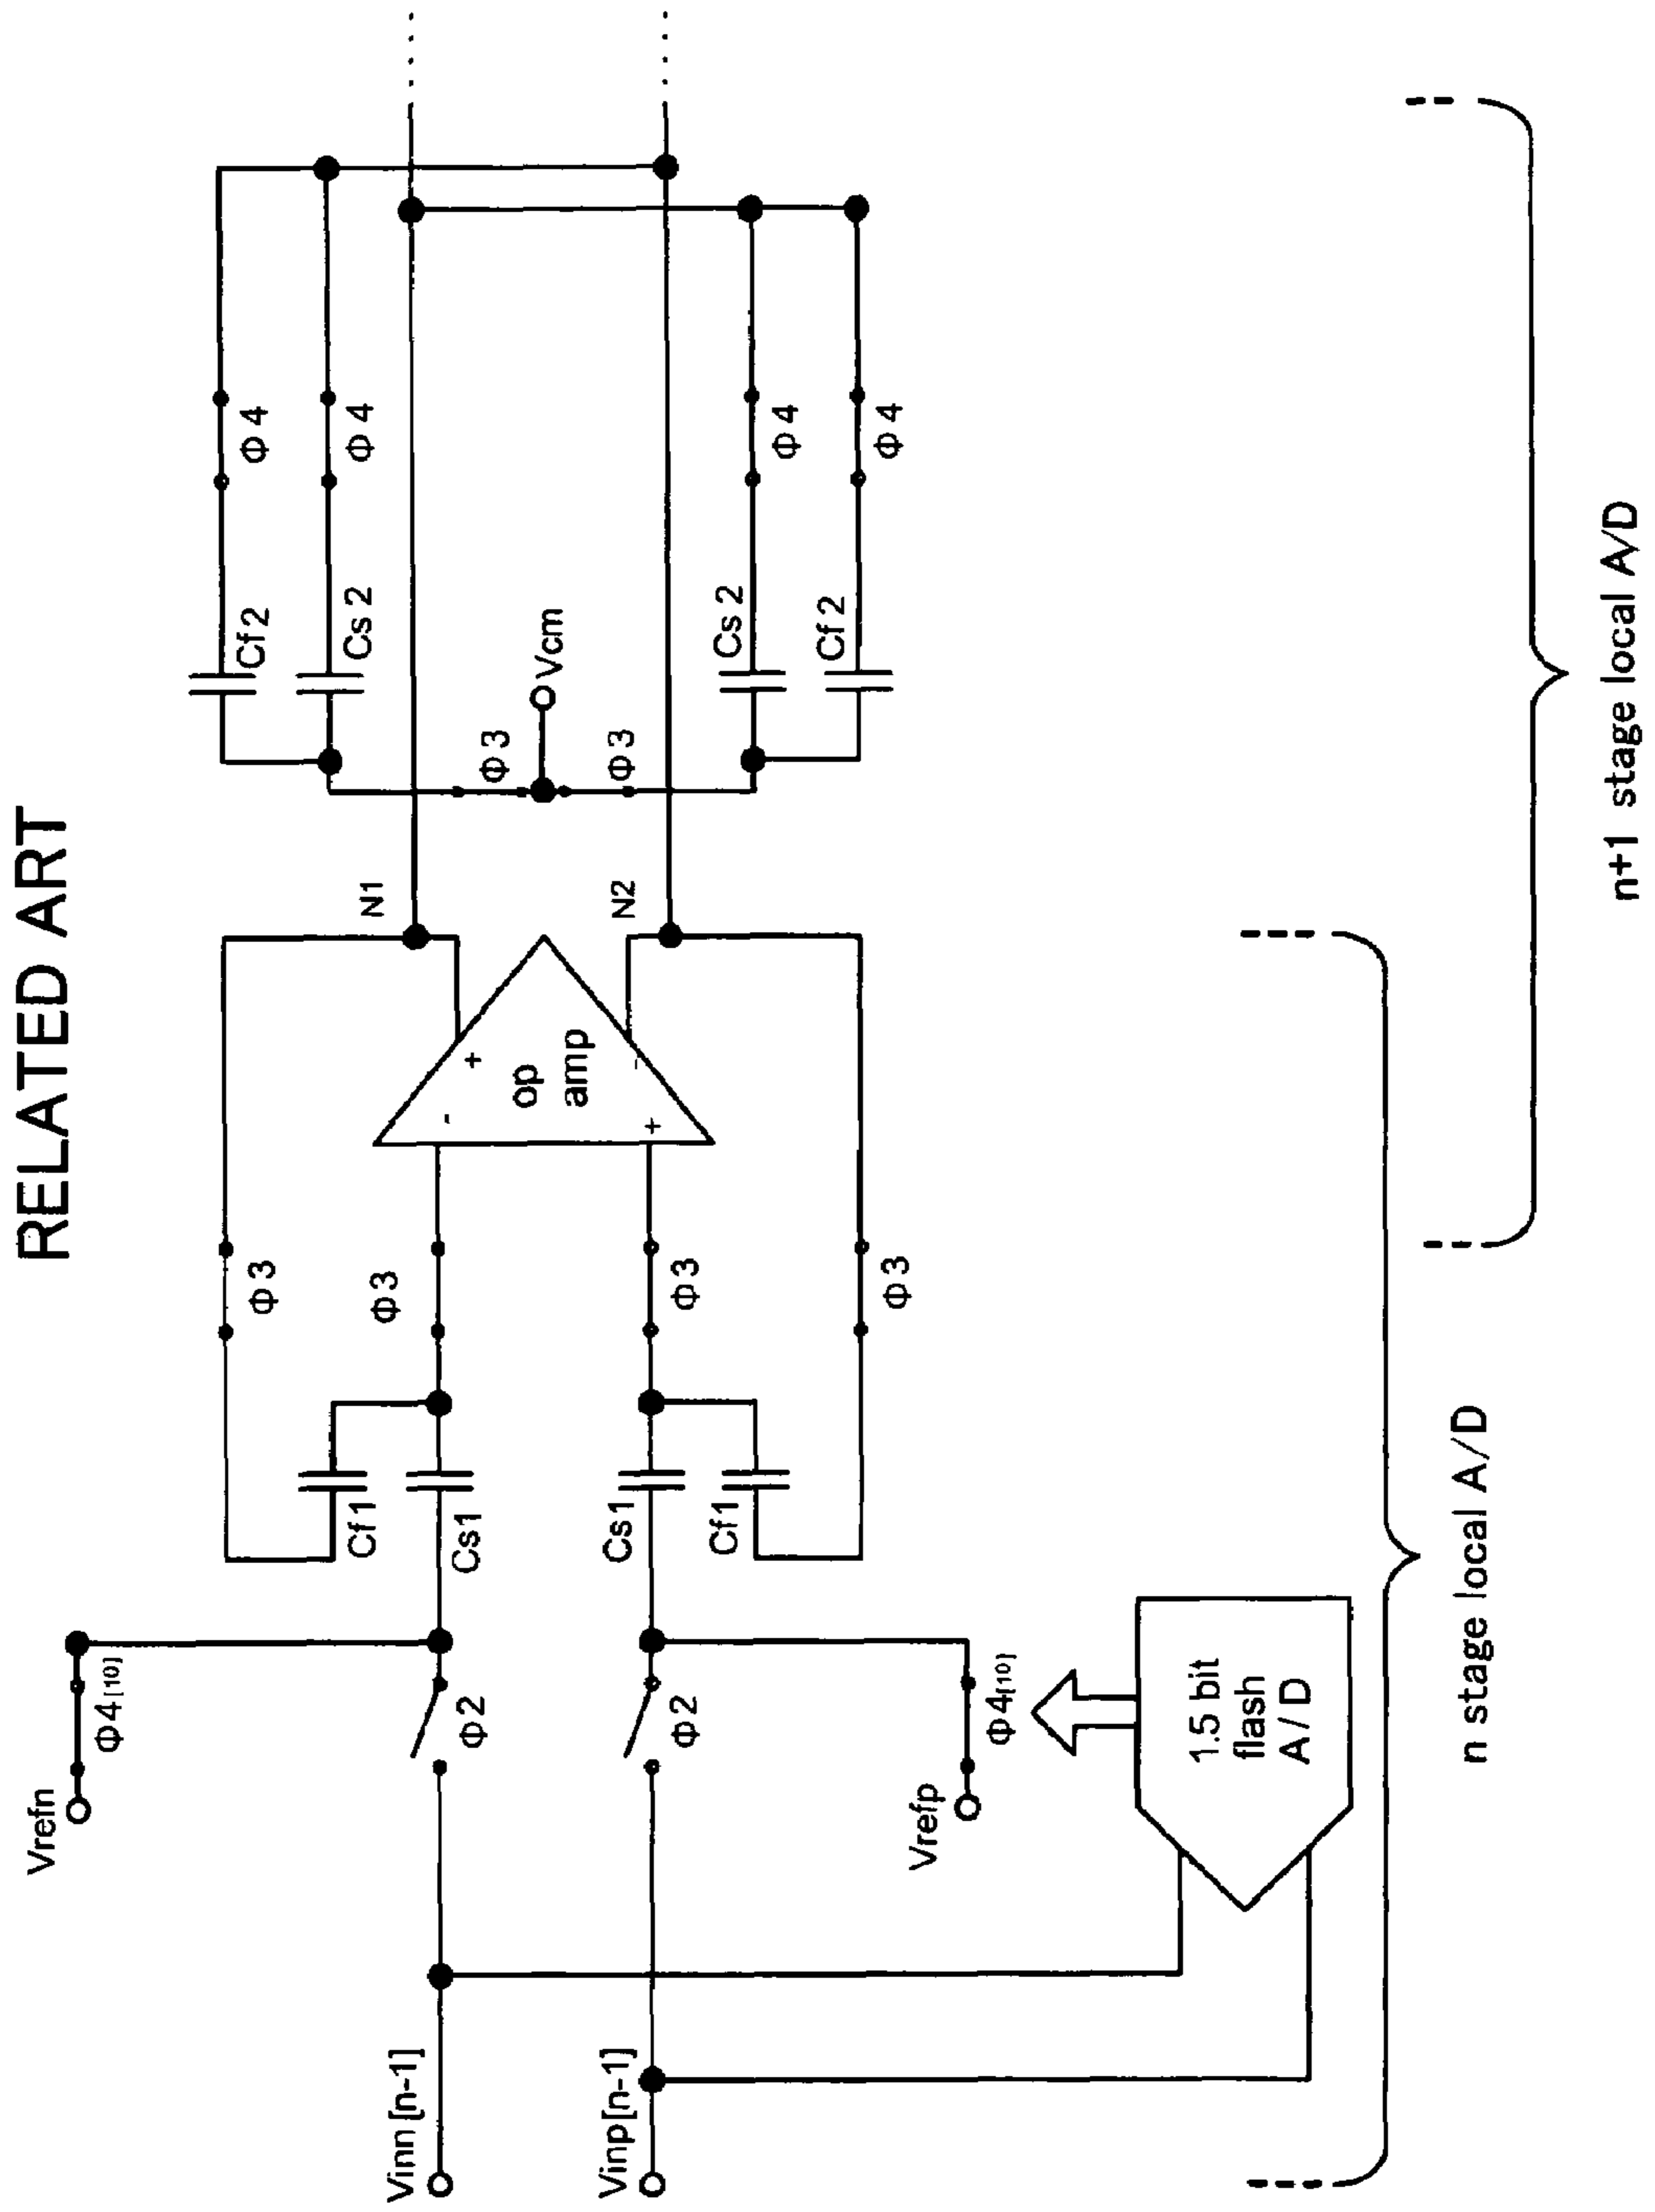 RELATED ART
Vrefn
Φ4[10]
Φ3
Cf1
N1
Cf2
Φ4
Vinn[n-1]
Φ2
Cs1
Φ3
-
+
op
amp
Cs2
Φ4
Φ3
Vcm
Φ3
Vinp[n-1]
Φ2
Cs1
Φ3
+
-
N2
Cs2
Φ4
Cf1
Φ3
Cf2
Φ4
Vrefp
Φ4[10]
1.5 bit
flash
A/D
n stage local A/D
n+1 stage local A/D